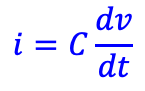 i = C dv/dt